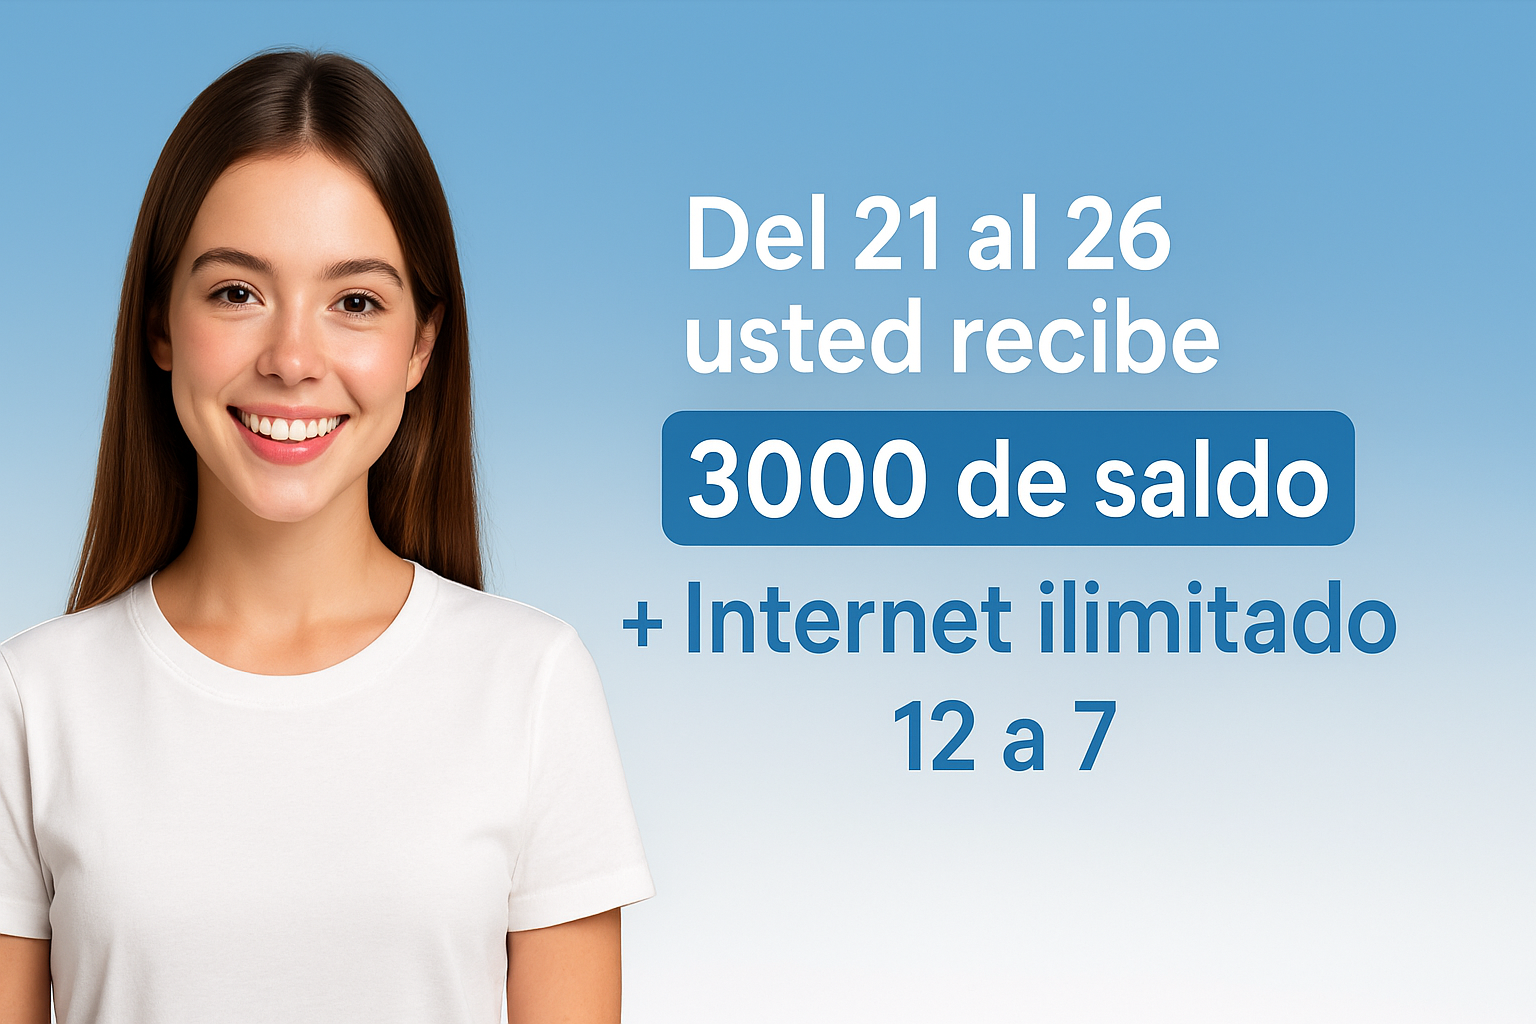 Del 21 al 26
usted recibe
3000 de saldo
+ Internet ilimitado
12 a 7